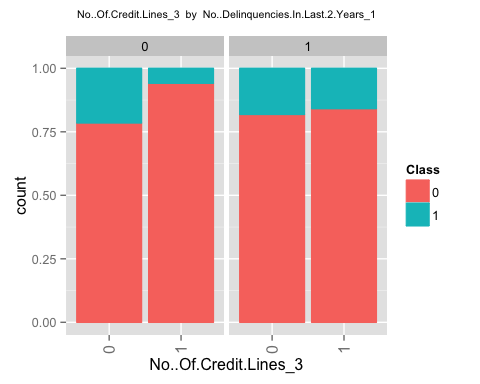 No..Of.Credit.Lines_3 by No..Delinquencies.In.Last.2.Years_1
0 1
1.00
0.75
0.50
0.25
0.00
count
0 1 0 1
No..Of.Credit.Lines_3
Class
0
1